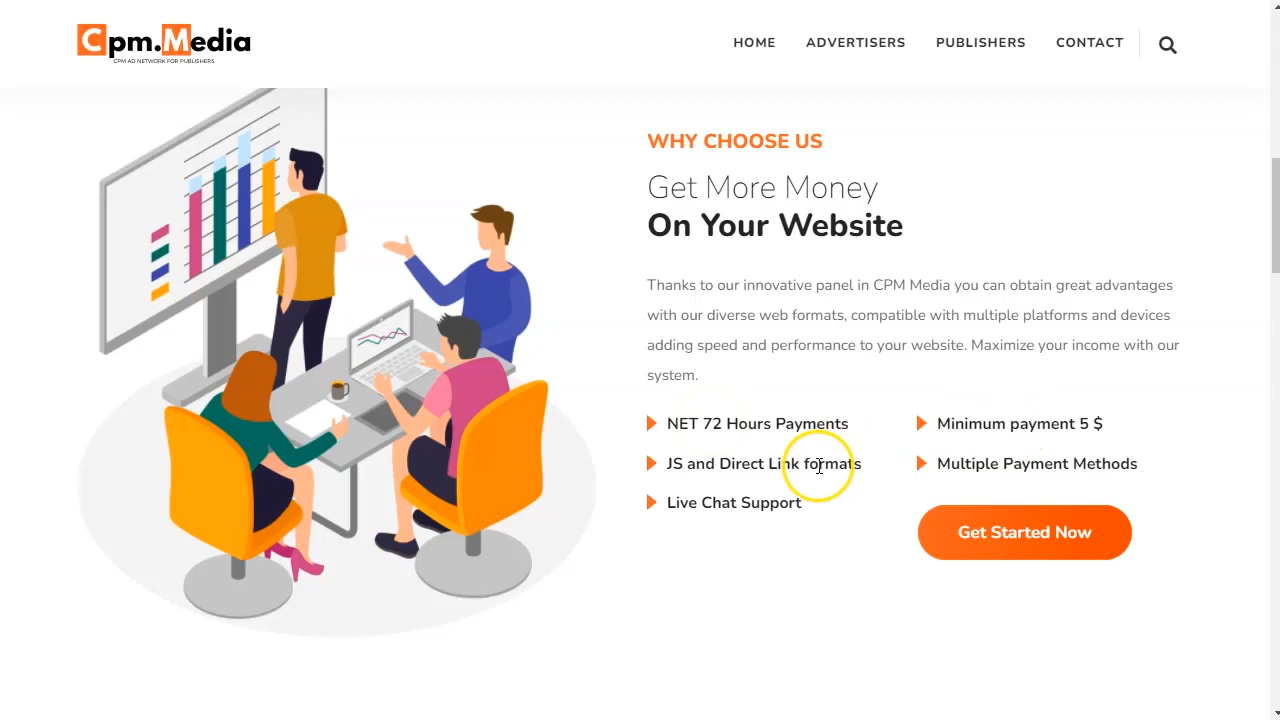 Cpm.Media
CPM AD NETWORK FOR PUBLISHERS
HOME
ADVERTISERS
PUBLISHERS
CONTACT
WHY CHOOSE US
Get More Money
On Your Website
Thanks to our innovative panel in CPM Media you can obtain great advantages
with our diverse web formats, compatible with multiple platforms and devices
adding speed and performance to your website. Maximize your income with our
system.
NET 72 Hours Payments
JS and Direct Link formats
Live Chat Support
Minimum payment 5 $
Multiple Payment Methods
Get Started Now